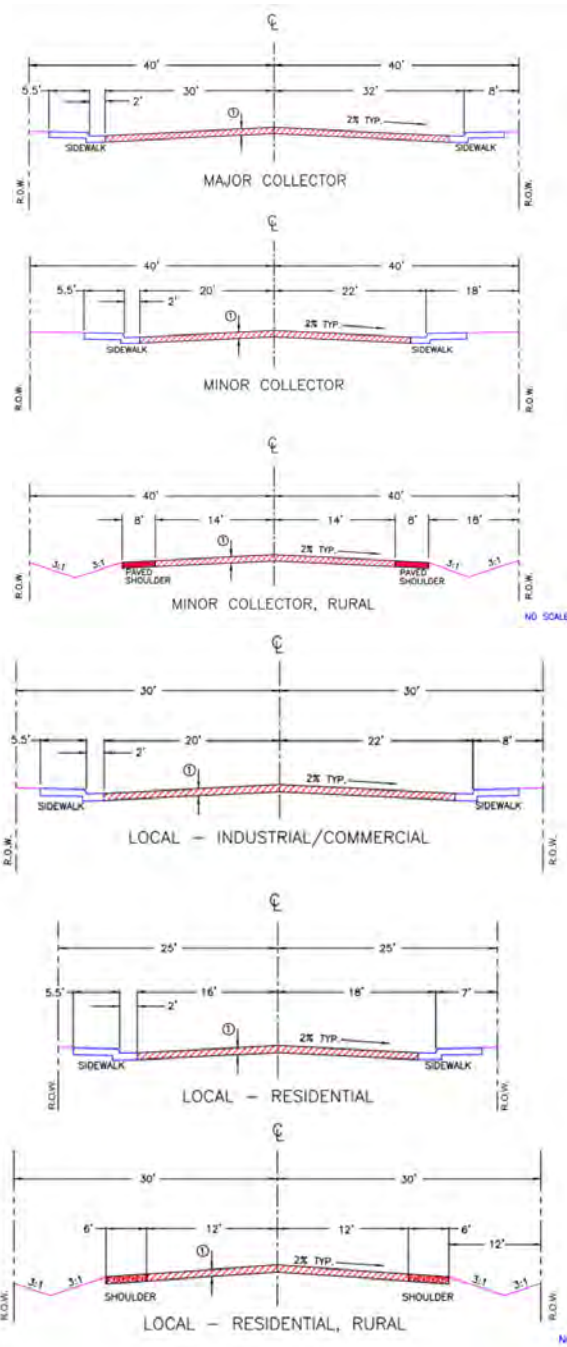 ℄
40' 40'
5.5' 30' 32' 8'
2' ① 2% TYP.
SIDEWALK SIDEWALK
R.O.W. R.O.W.
MAJOR COLLECTOR
℄
40' 40'
5.5' 20' 22' 18'
2' ① 2% TYP.
SIDEWALK SIDEWALK
R.O.W. R.O.W.
MINOR COLLECTOR
℄
40' 40'
8' 14' 14' 8' 18'
① 2% TYP.
3:1 3:1 3:1 3:1
PAVED SHOULDER PAVED SHOULDER
R.O.W. R.O.W.
MINOR COLLECTOR, RURAL
NO SCALE
℄
30' 30'
5.5' 20' 22' 8'
2' ① 2% TYP.
SIDEWALK SIDEWALK
R.O.W. R.O.W.
LOCAL – INDUSTRIAL/COMMERCIAL
℄
25' 25'
5.5' 16' 18' 7'
2' ① 2% TYP.
SIDEWALK SIDEWALK
R.O.W. R.O.W.
LOCAL – RESIDENTIAL
℄
30' 30'
6' 12' 12' 6'
12'
① 2% TYP.
3:1 3:1 3:1 3:1
SHOULDER SHOULDER
R.O.W. R.O.W.
LOCAL – RESIDENTIAL, RURAL